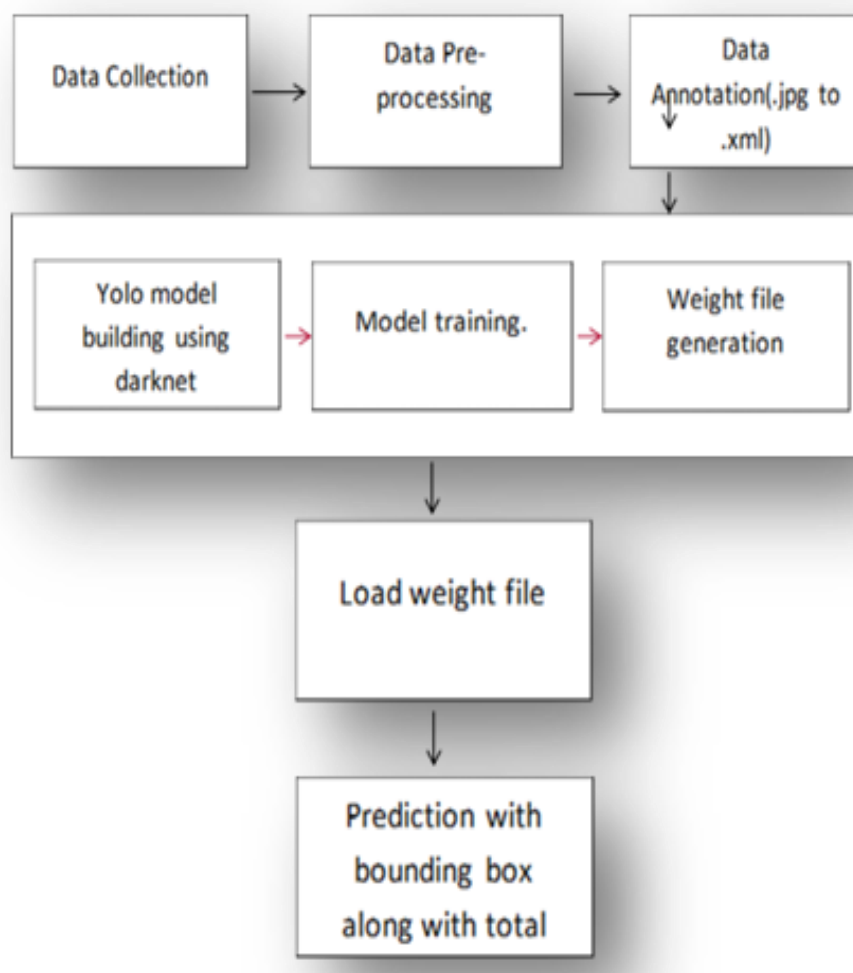 Data Collection
Data Pre-
processing
Data
Annotation(.jpg to
.xml)
Yolo model
building using
darknet
Model training.
Weight file
generation
Load weight file
Prediction with
bounding box
along with total